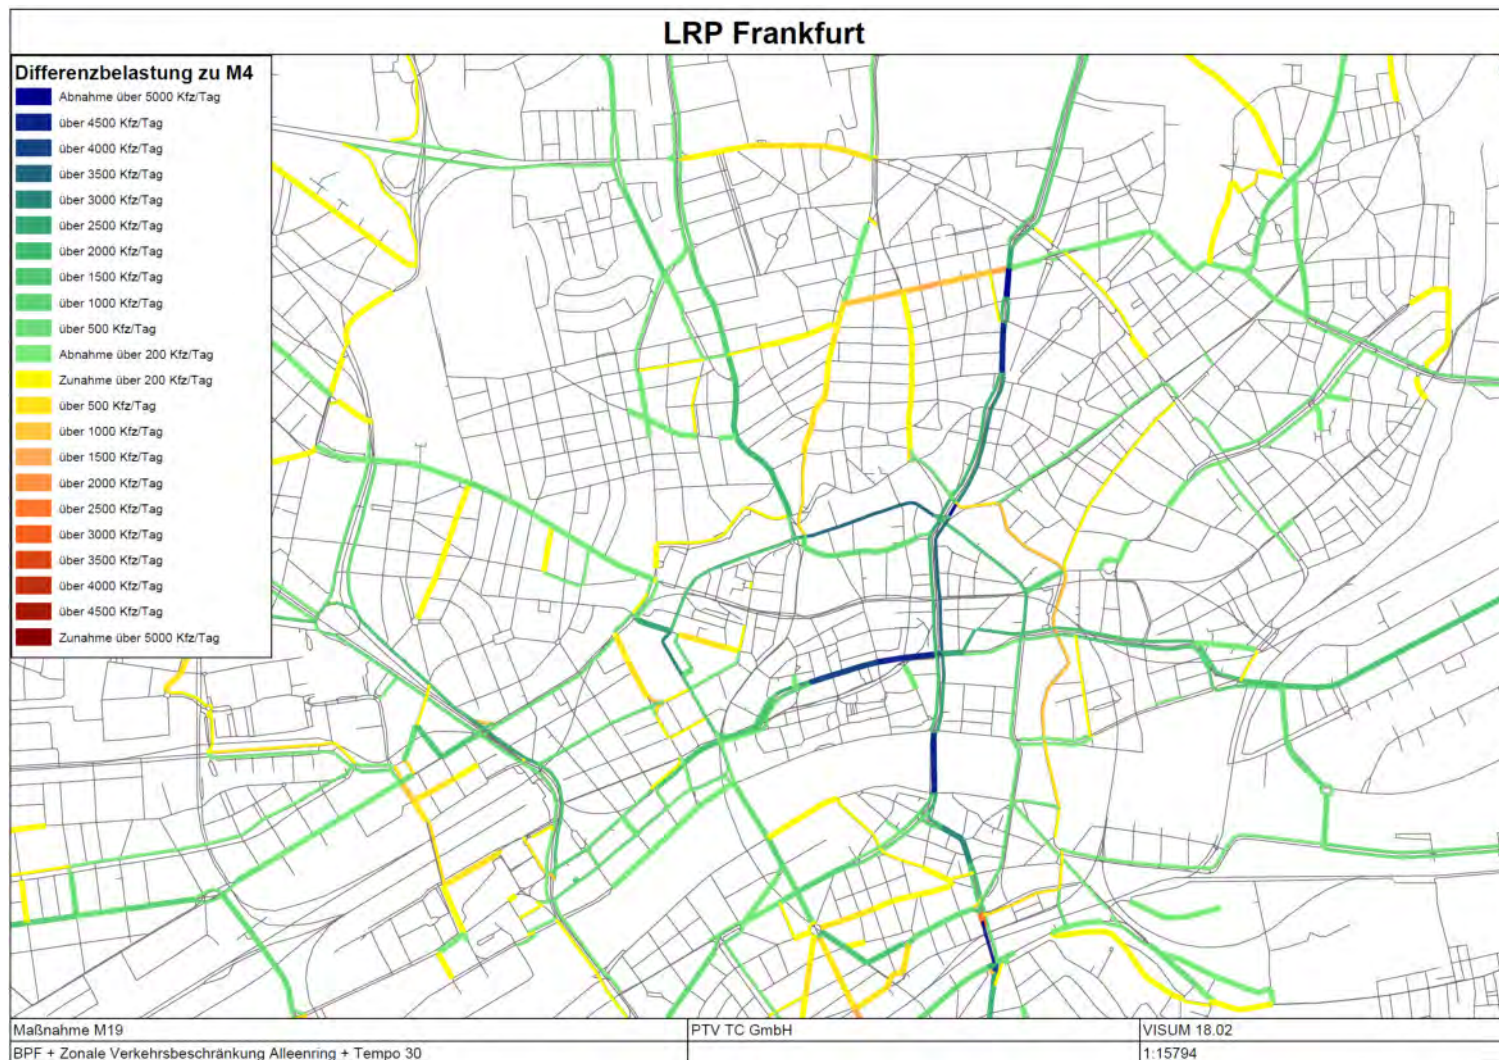 LRP Frankfurt
Differenzbelastung zu M4
Abnahme über 5000 Kfz/Tag
über 4500 Kfz/Tag
über 4000 Kfz/Tag
über 3500 Kfz/Tag
über 3000 Kfz/Tag
über 2500 Kfz/Tag
über 2000 Kfz/Tag
über 1500 Kfz/Tag
über 1000 Kfz/Tag
über 500 Kfz/Tag
Abnahme über 200 Kfz/Tag
Zunahme über 200 Kfz/Tag
über 500 Kfz/Tag
über 1000 Kfz/Tag
über 1500 Kfz/Tag
über 2000 Kfz/Tag
über 2500 Kfz/Tag
über 3000 Kfz/Tag
über 3500 Kfz/Tag
über 4000 Kfz/Tag
über 4500 Kfz/Tag
Zunahme über 5000 Kfz/Tag
Maßnahme M19
PTV TC GmbH
VISUM 18.02
BPF + Zonale Verkehrsbeschränkung Alleenring + Tempo 30
1:15794